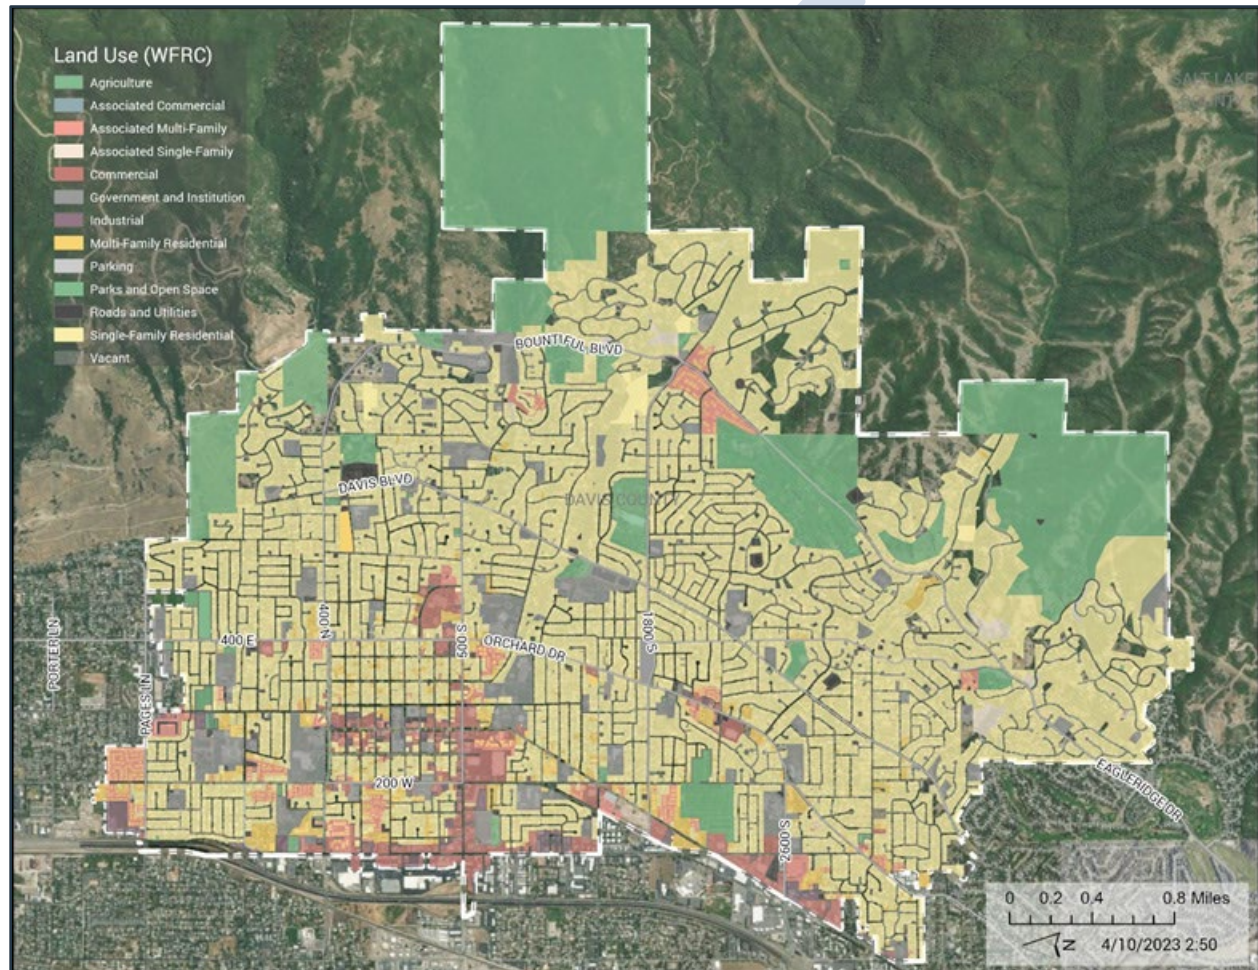 Land Use (WFRC)
Agriculture
Associated Commercial
Associated Multi-Family
Associated Single-Family
Commercial
Government and Institution
Industrial
Multi-Family Residential
Parking
Parks and Open Space
Roads and Utilities
Single-Family Residential
Vacant
SALT LAKE
COUNTY
BOUNTIFUL BLVD
DAVIS BLVD
DAVIS COUNTY
400 N
500 S
1800 S
400 E
ORCHARD DR
PORTER LN
PAGES LN
200 W
2600 S
EAGLERIDGE DR
0 0.2 0.4 0.8 Miles
N 4/10/2023 2:50